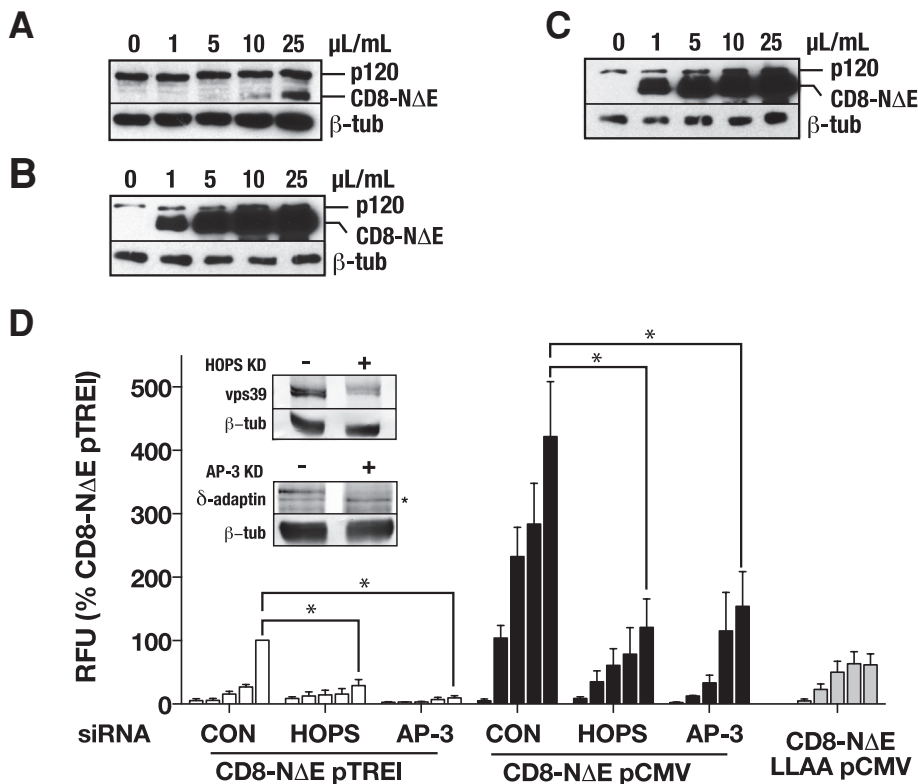 A
0 1 5 10 25 µL/mL
p120
CD8-NΔE
β-tub
B
0 1 5 10 25 µL/mL
p120
CD8-NΔE
β-tub
C
0 1 5 10 25 µL/mL
p120
CD8-NΔE
β-tub
D
RFU (% CD8-NΔE pTREI)
500
400
300
200
100
0
HOPS KD - +
vps39
β-tub
AP-3 KD - +
δ-adaptin *
β-tub
* *
* *
siRNA CON HOPS AP-3 CON HOPS AP-3
CD8-NΔE pTREI
CD8-NΔE pCMV
CD8-NΔE
LLAA pCMV